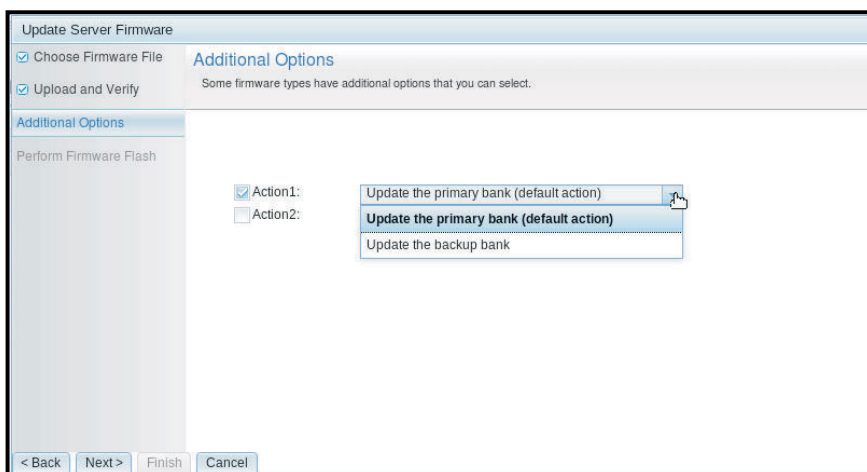 Update Server Firmware
Choose Firmware File
Upload and Verify
Additional Options
Perform Firmware Flash
Additional Options
Some firmware types have additional options that you can select.
Action1:
Update the primary bank (default action)
Action2:
Update the primary bank (default action)
Update the backup bank
< Back
Next >
Finish
Cancel